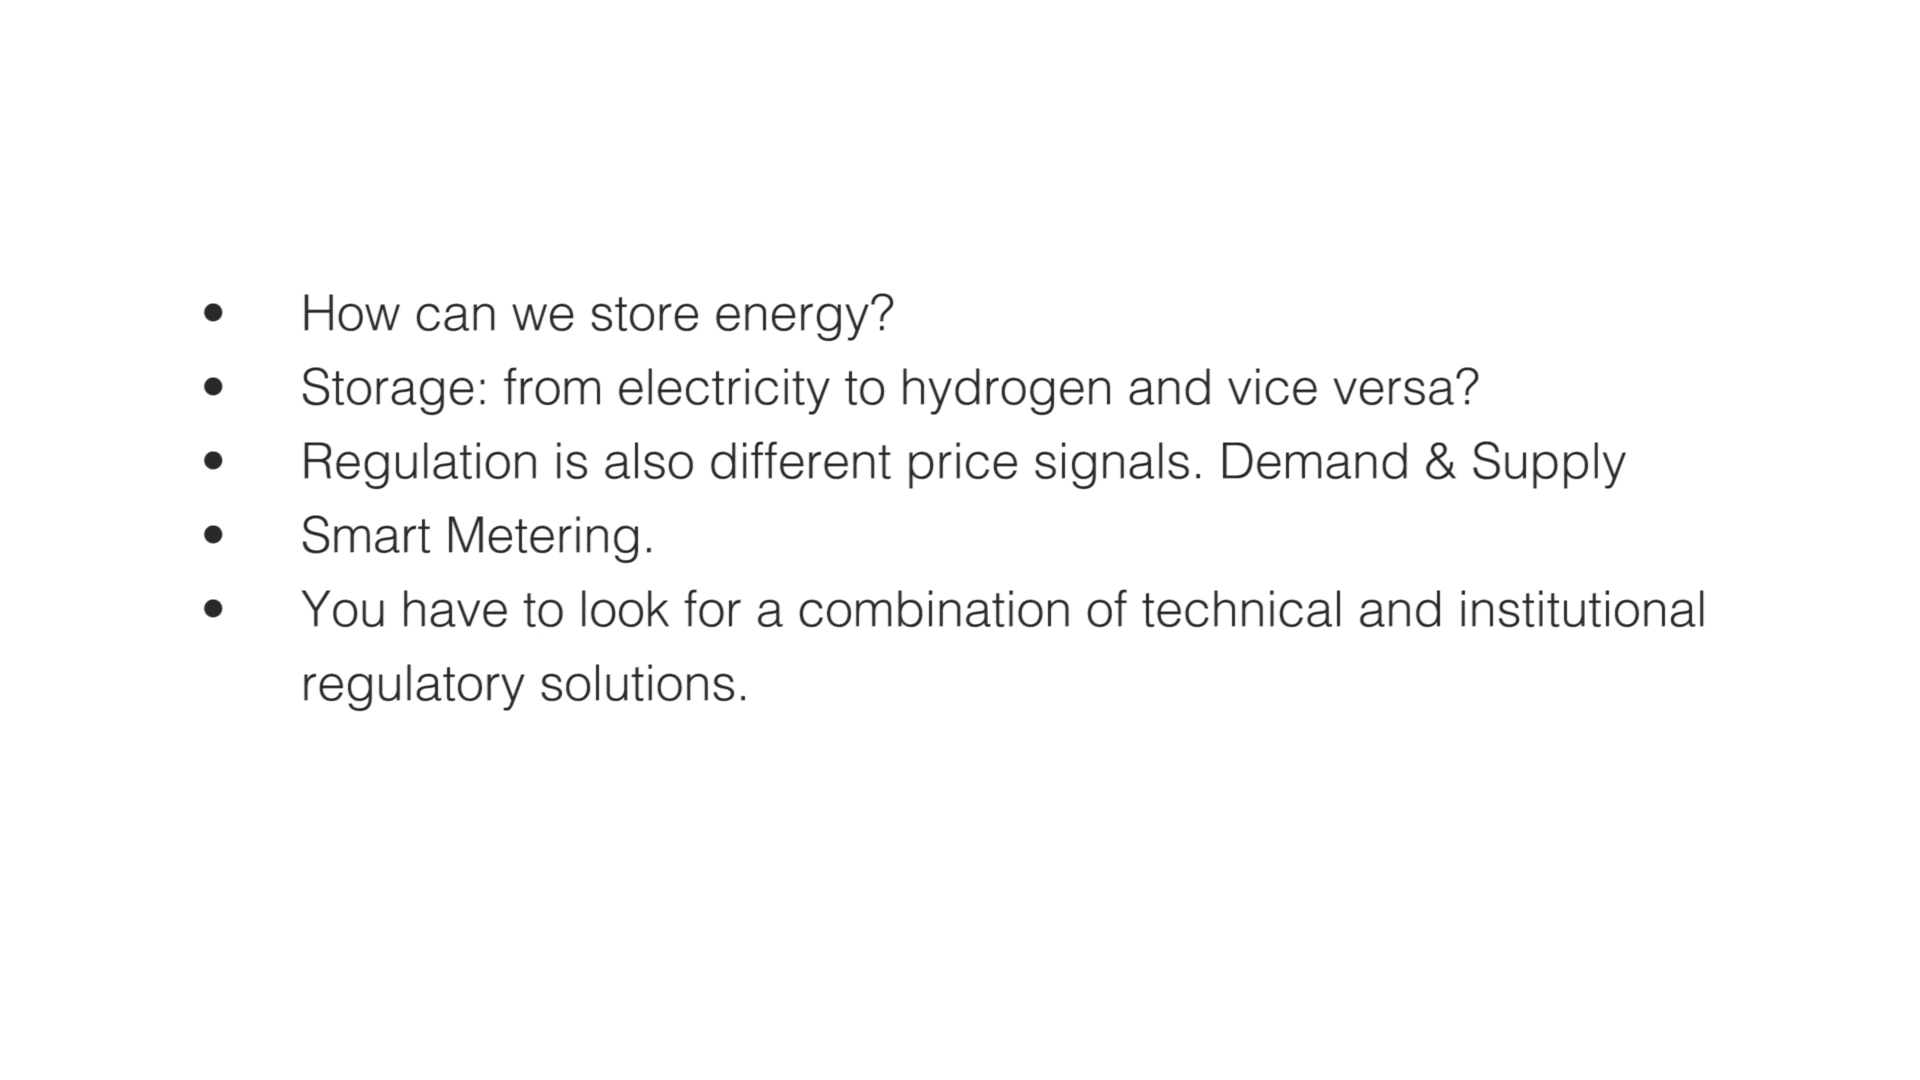 • How can we store energy?
• Storage: from electricity to hydrogen and vice versa?
• Regulation is also different price signals. Demand & Supply
• Smart Metering.
• You have to look for a combination of technical and institutional
regulatory solutions.